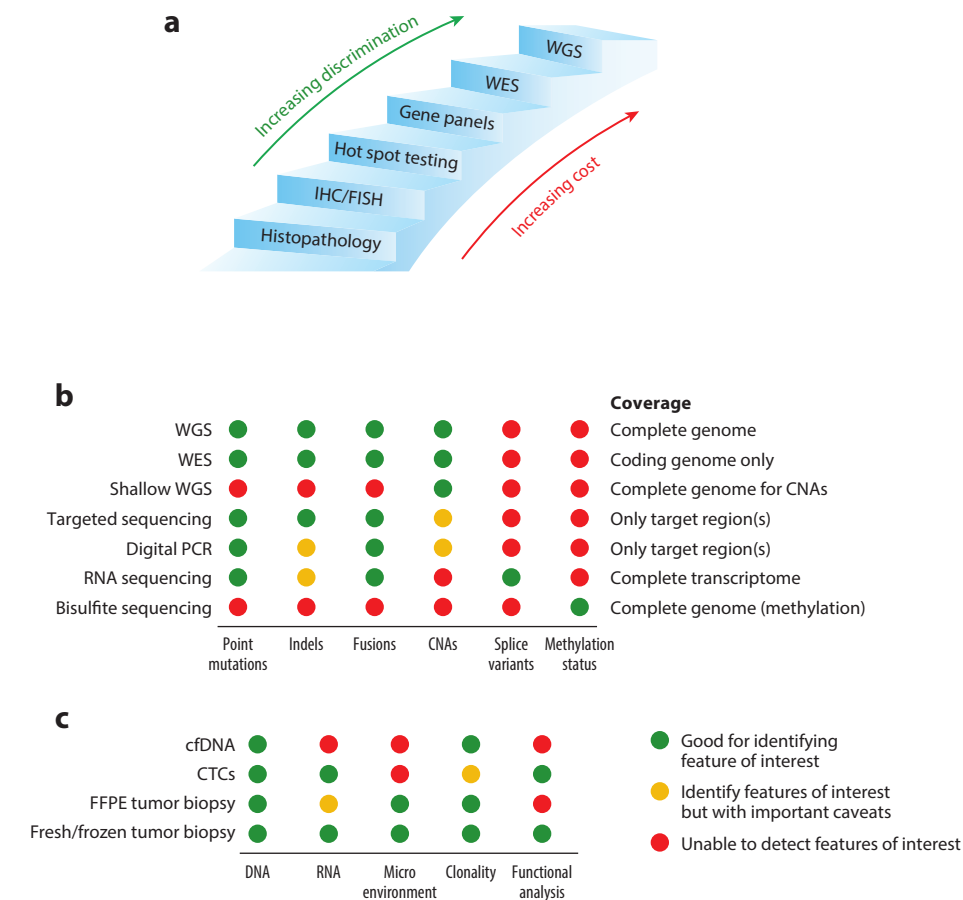 a
Increasing discrimination
WGS
WES
Gene panels
Hot spot testing
IHC/FISH
Histopathology
Increasing cost
b
Coverage
WGS Complete genome
WES Coding genome only
Shallow WGS Complete genome for CNAs
Targeted sequencing Only target region(s)
Digital PCR Only target region(s)
RNA sequencing Complete transcriptome
Bisulfite sequencing Complete genome (methylation)
Point Indels Fusions CNAs Splice Methylation
mutations variants status
c
cfDNA
CTCs
FFPE tumor biopsy
Fresh/frozen tumor biopsy
DNA RNA Micro Clonality Functional
environment analysis
Good for identifying
feature of interest
Identify features of interest
but with important caveats
Unable to detect features of interest